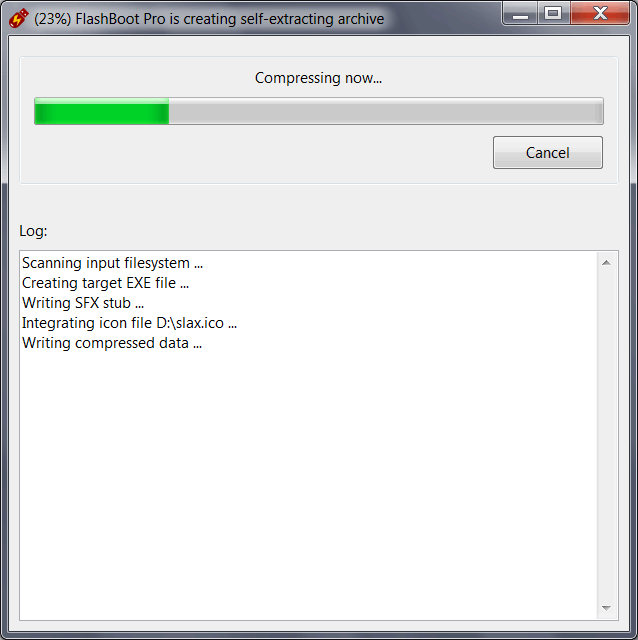 (23%) FlashBoot Pro is creating self-extracting archive
Compressing now...
Cancel
Log:
Scanning input filesystem ...
Creating target EXE file ...
Writing SFX stub ...
Integrating icon file D:\slax.ico ...
Writing compressed data ...